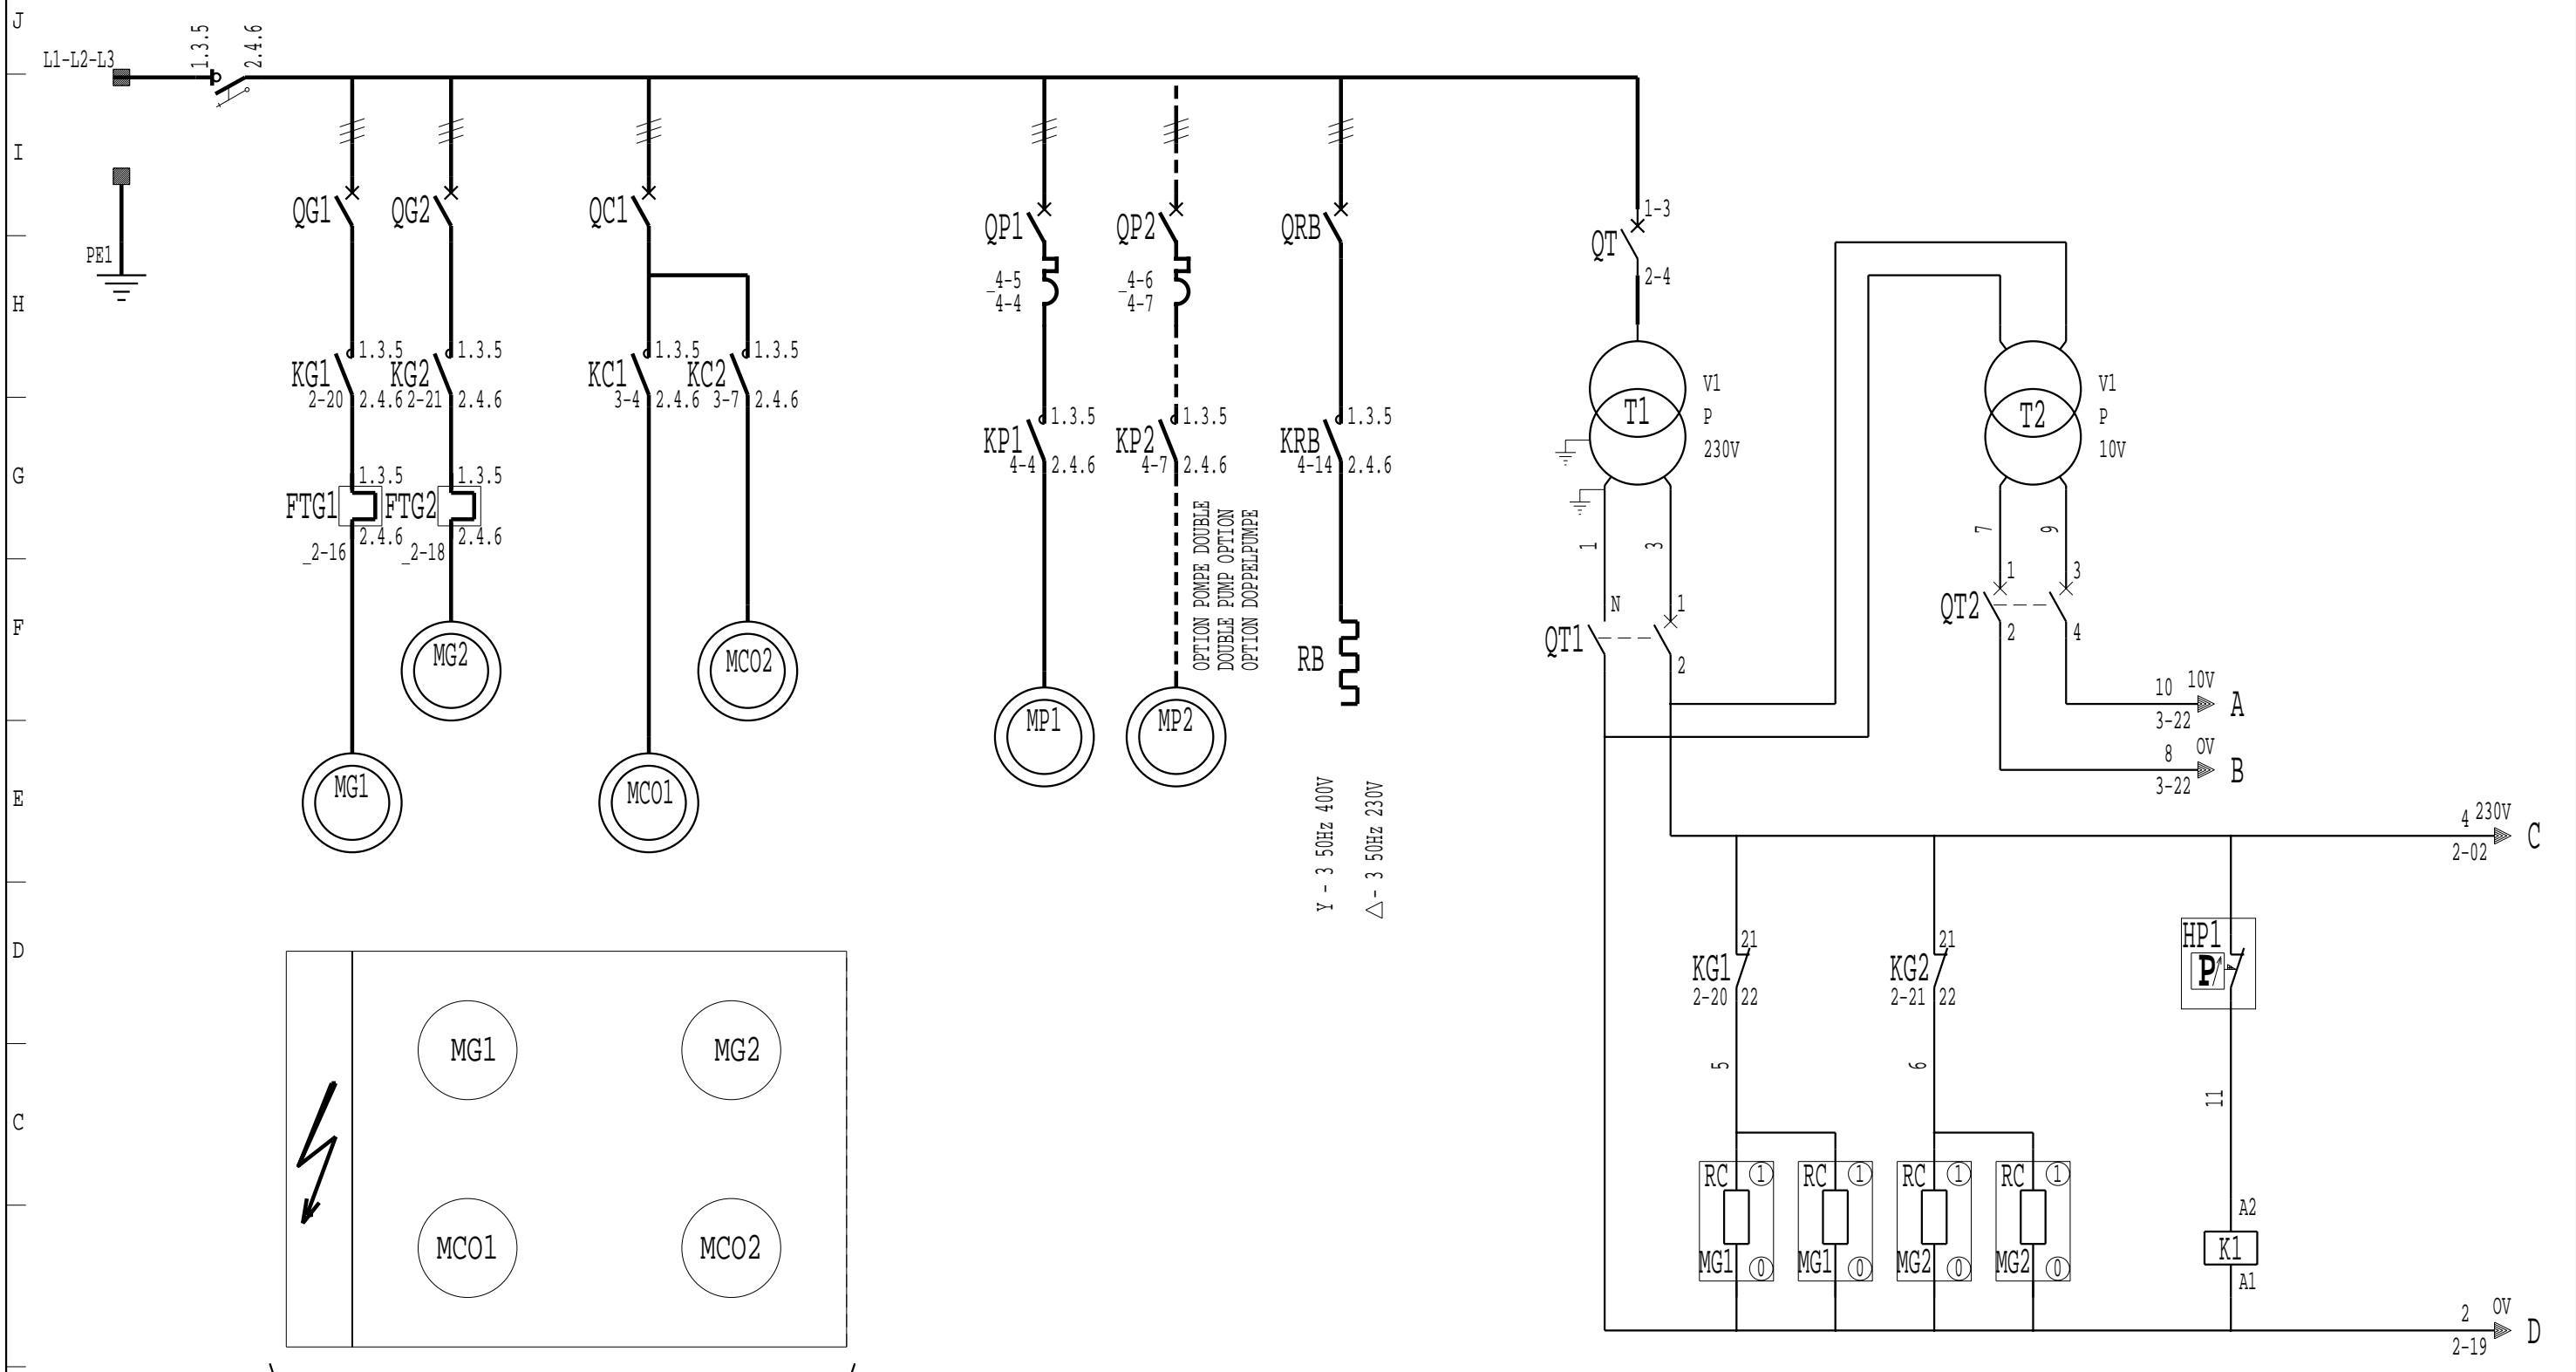 J
L1-L2-L3
1.3.5
2.4.6
I
PE1
QG1
QG2
QC1
QP1
QP2
QRB
1-3
QT
2-4
_4-5
4-4
_4-6
4-7
H
1.3.5
1.3.5
1.3.5
1.3.5
KG1
KG2
KC1
KC2
2-20
2.4.6
2-21
2.4.6
3-4
2.4.6
3-7
2.4.6
T1
V1
P
230V
T2
V1
P
10V
1.3.5
1.3.5
1.3.5
KP1
KP2
KRB
4-4
2.4.6
4-7
2.4.6
4-14
2.4.6
G
1.3.5
1.3.5
FTG1
FTG2
2.4.6
2.4.6
_2-16
_2-18
OPTION POMPE DOUBLE
DOUBLE PUMP OPTION
OPTION DOPPELPUMPE
1
3
7
9
F
N
1
QT1
2
1
3
QT2
2
4
MG2
MCO2
RB
MP1
MP2
10
10V
A
3-22
8
0V
B
3-22
E
MG1
MCO1
Y - 3 50Hz 400V
△- 3 50Hz 230V
4
230V
C
2-02
D
21
KG1
2-20
22
21
KG2
2-21
22
HP1
P
MG1
MG2
5
6
11
C
RC
1
RC
1
RC
1
RC
1
MG1
0
MG1
0
MG2
0
MG2
0
MCO1
MCO2
A2
K1
A1
2
0V
D
2-19